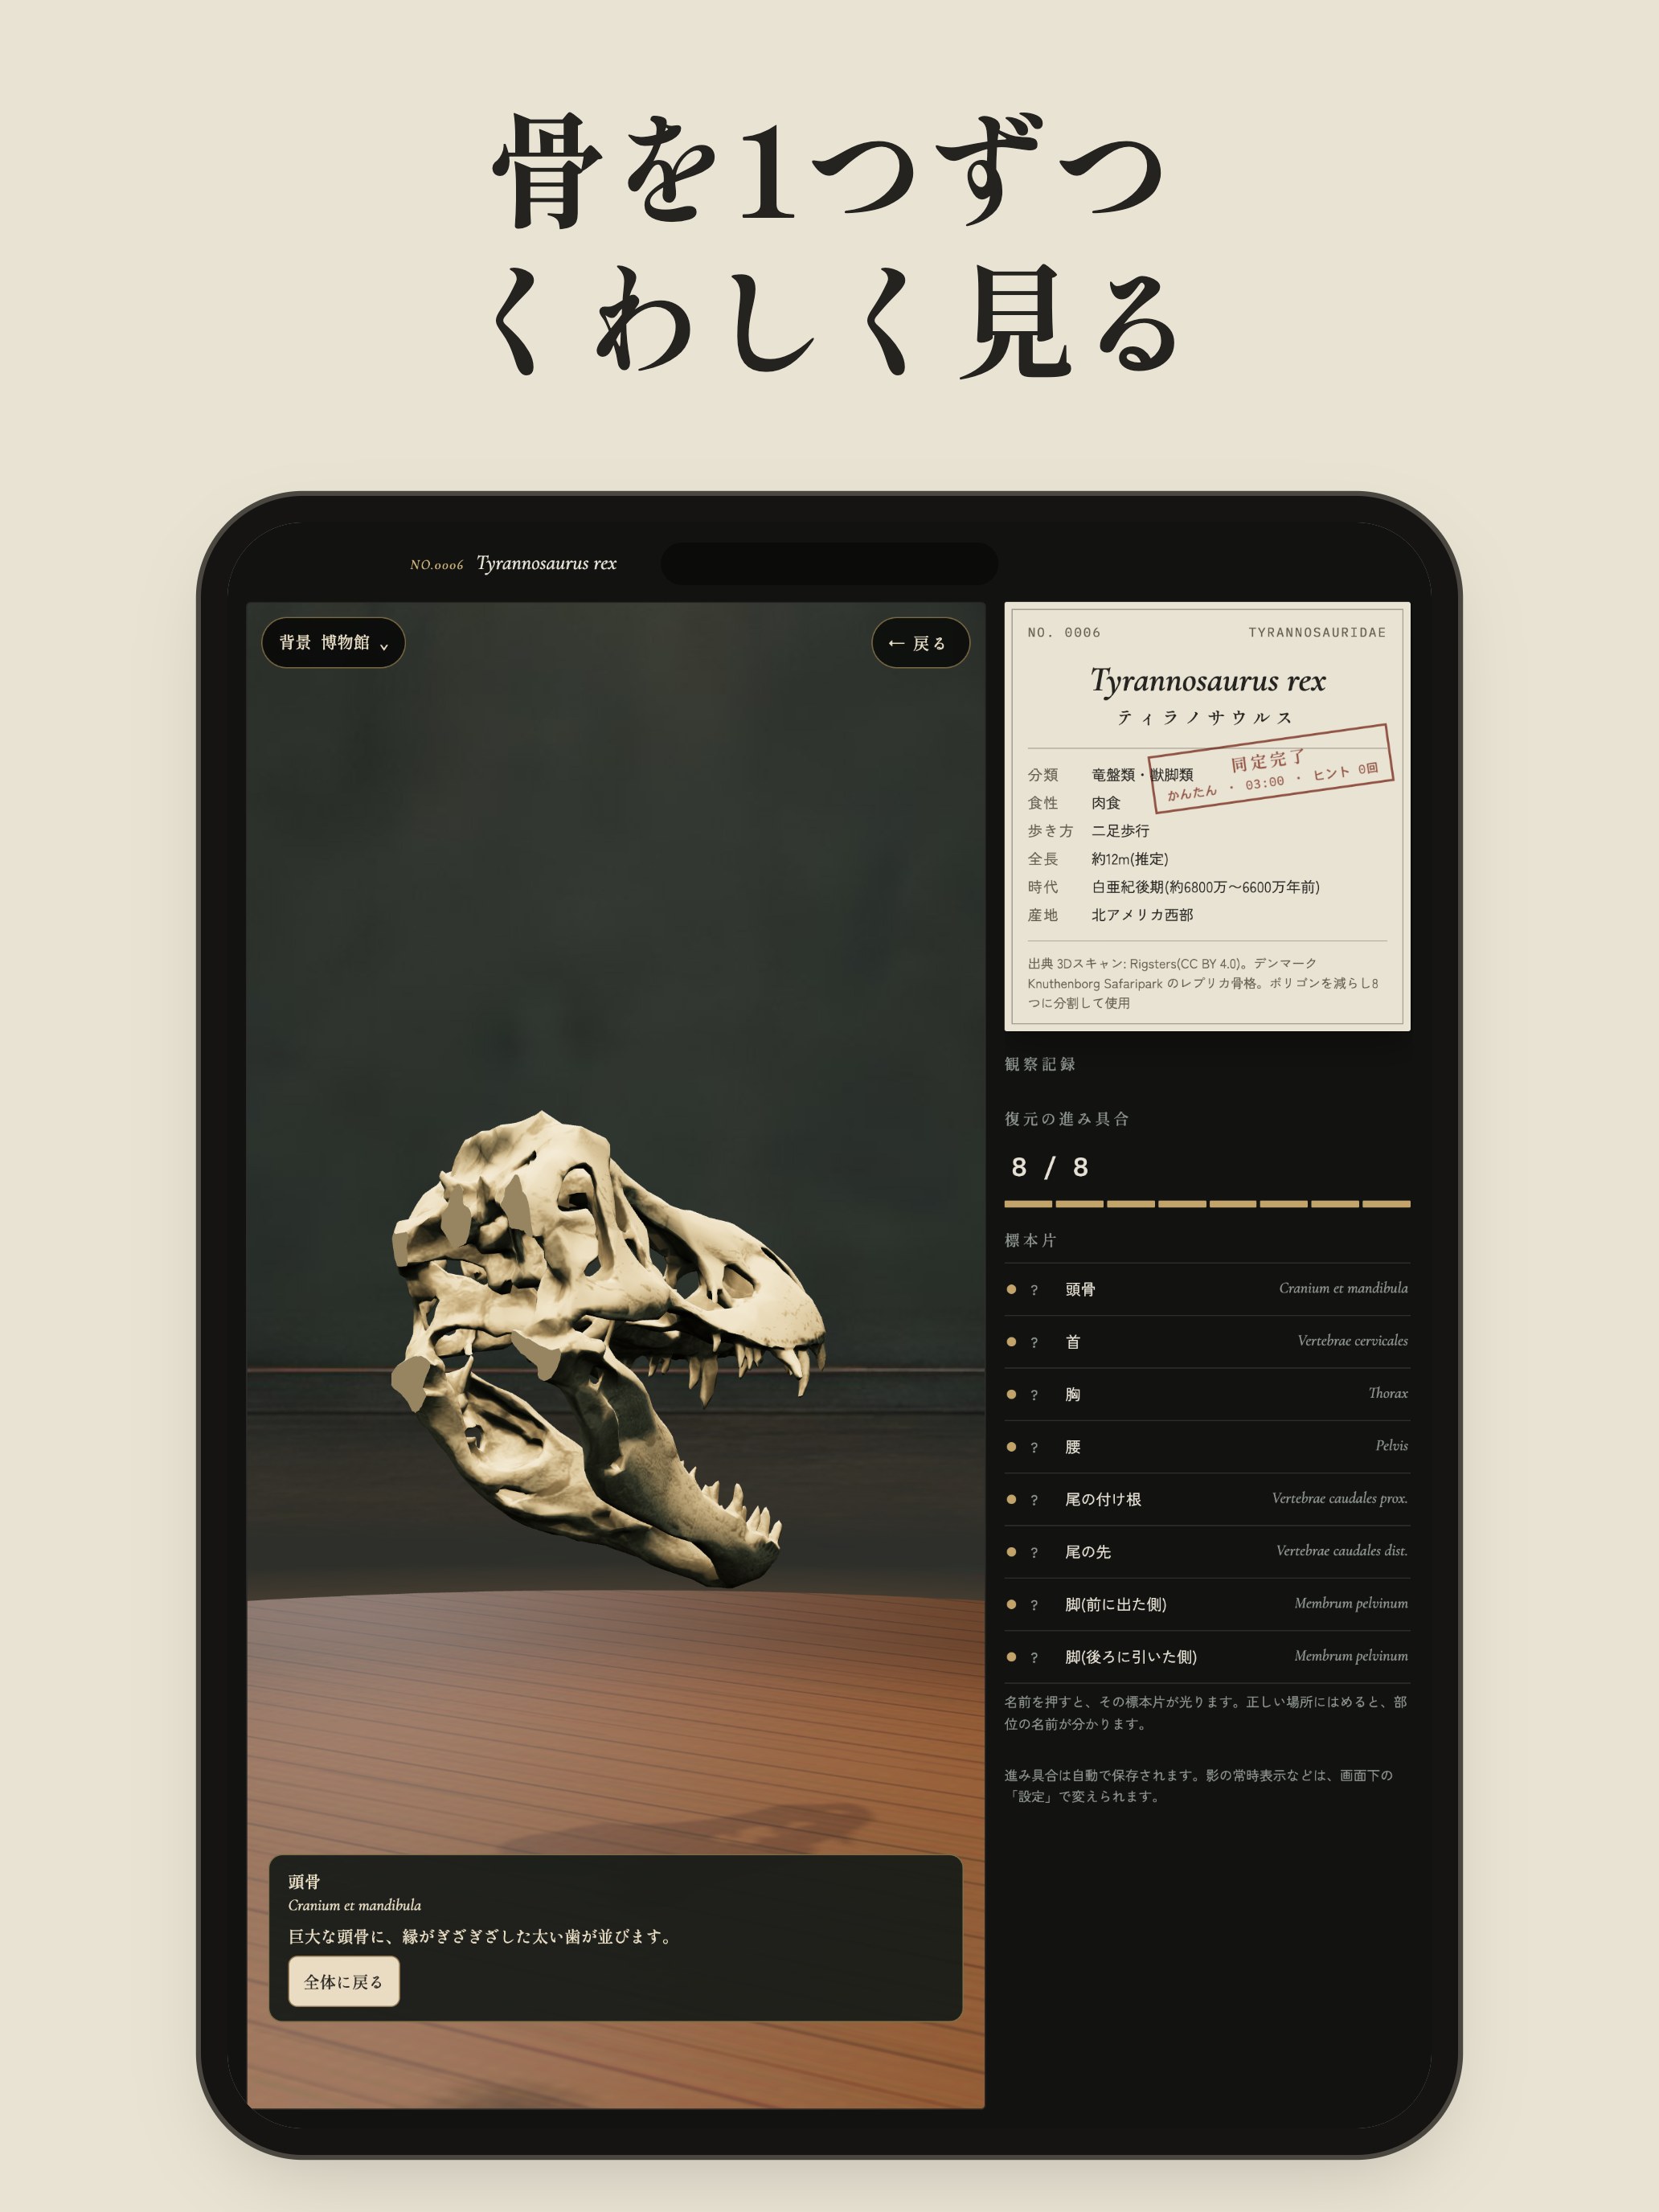 骨を1つずつ
くわしく見る
NO.0006 Tyrannosaurus rex
背景 博物館
← 戻る
NO. 0006 TYRANNOSAURIDAE
Tyrannosaurus rex
ティラノサウルス
同定完了
かんたん ・ 03:00 ・ ヒント 0回
分類 竜盤類・獣脚類
食性 肉食
歩き方 二足歩行
全長 約12m(推定)
時代 白亜紀後期(約6800万〜6600万年前)
産地 北アメリカ西部
出典 3Dスキャン: Rigsters(CC BY 4.0)。デンマーク
Knuthenborg Safaripark のレプリカ骨格。ポリゴンを減らし8
つに分割して使用
観察記録
復元の進み具合
8 / 8
標本片
? 頭骨 Cranium et mandibula
? 首 Vertebrae cervicales
? 胸 Thorax
? 腰 Pelvis
? 尾の付け根 Vertebrae caudales prox.
? 尾の先 Vertebrae caudales dist.
? 脚(前に出た側) Membrum pelvinum
? 脚(後ろに引いた側) Membrum pelvinum
名前を押すと、その標本片が光ります。正しい場所にはめると、部
位の名前が分かります。
進み具合は自動で保存されます。影の常時表示などは、画面下の
「設定」で変えられます。
頭骨
Cranium et mandibula
巨大な頭骨に、縁がぎざぎざした太い歯が並びます。
全体に戻る